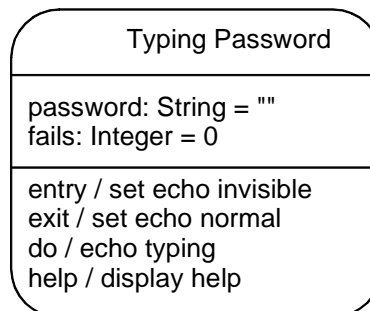 Typing Password
password: String = ""
fails: Integer = 0
entry / set echo invisible
exit / set echo normal
do / echo typing
help / display help